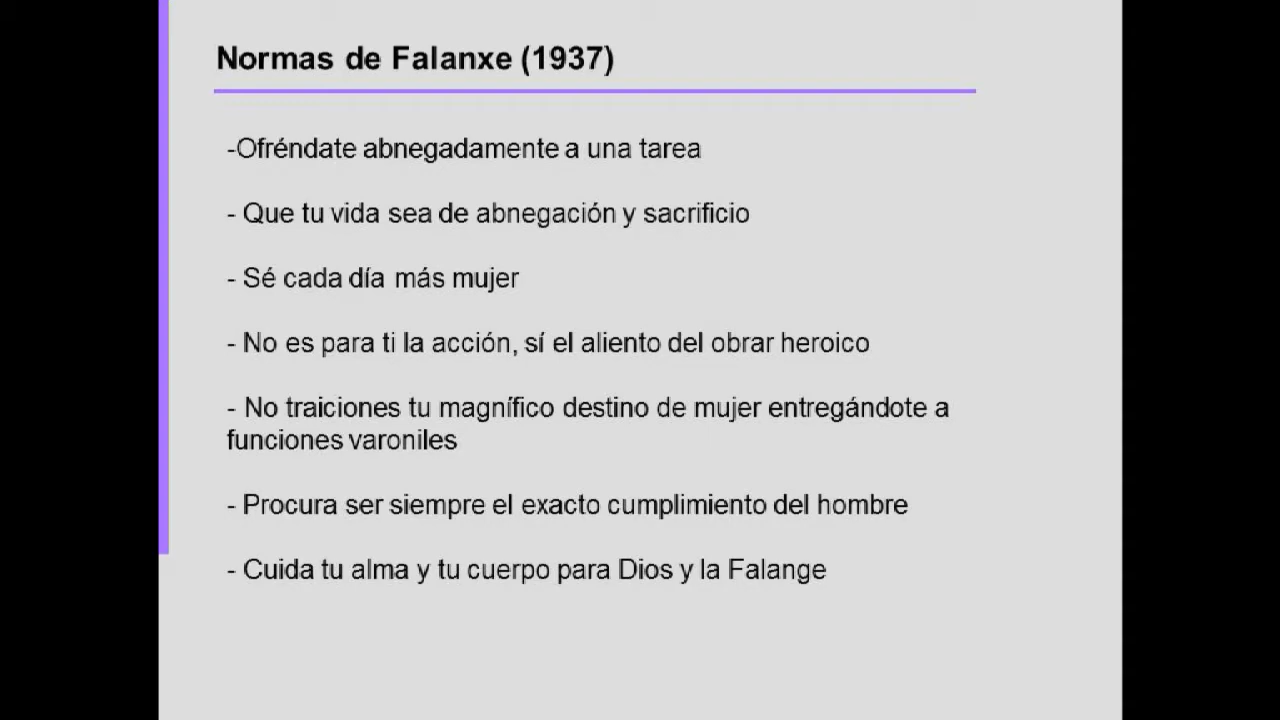 Normas de Falanxe (1937)
-Ofréndate abnegadamente a una tarea
- Que tu vida sea de abnegación y sacrificio
- Sé cada día más mujer
- No es para ti la acción, sí el aliento del obrar heroico
- No traiciones tu magnífico destino de mujer entregándote a
funciones varoniles
- Procura ser siempre el exacto cumplimiento del hombre
- Cuida tu alma y tu cuerpo para Dios y la Falange